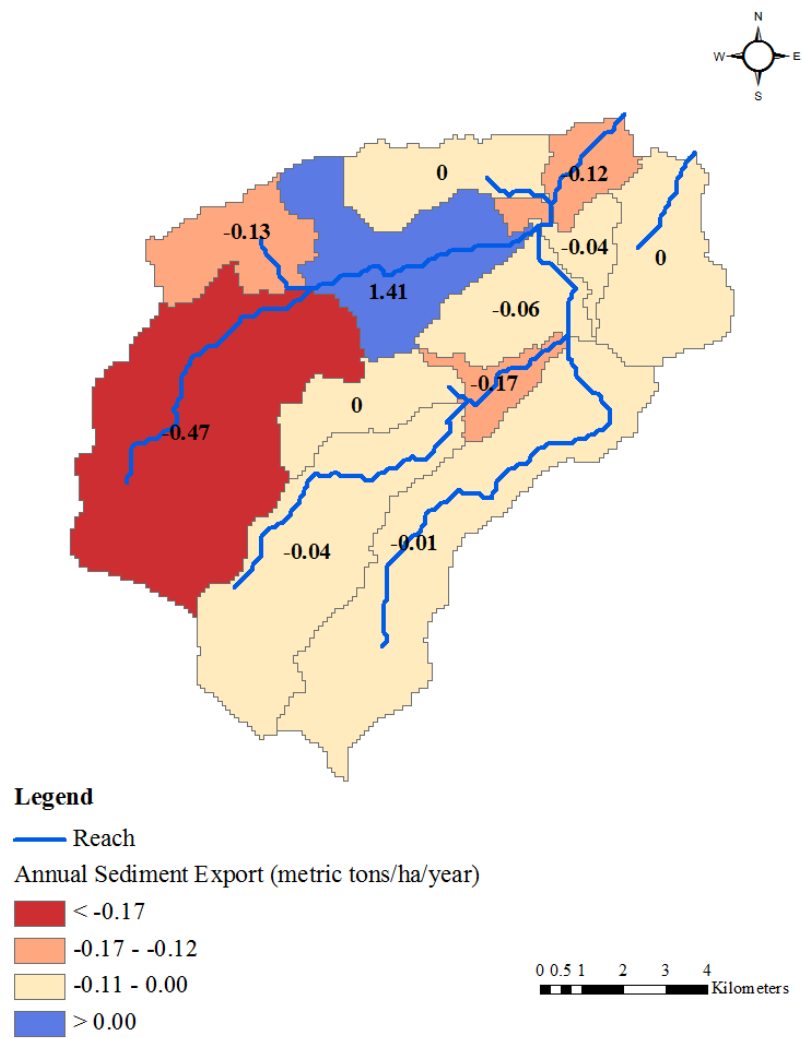 N
W E
S
0
-0.12
-0.13
-0.04
0
1.41
-0.06
-0.17
0
-0.47
-0.04
-0.01
Legend
Reach
Annual Sediment Export (metric tons/ha/year)
< -0.17
-0.17 - -0.12
-0.11 - 0.00
> 0.00
0 0.5 1 2 3 4
Kilometers